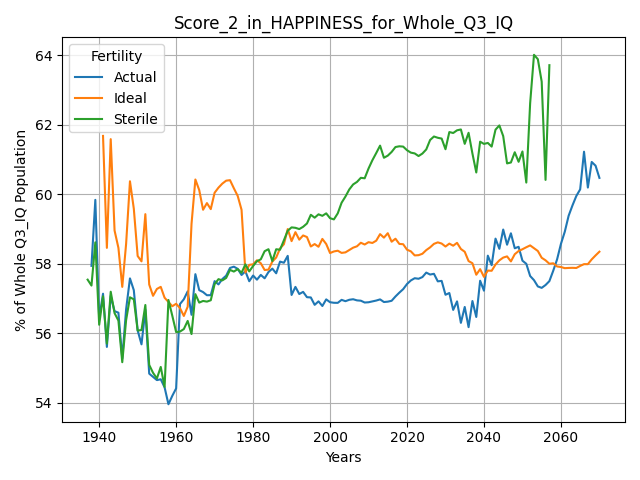 Score_2_in_HAPPINESS_for_Whole_Q3_IQ
% of Whole Q3_IQ Population
64
62
60
58
56
54
Fertility
Actual
Ideal
Sterile
1940
1960
1980
2000
2020
2040
2060
Years